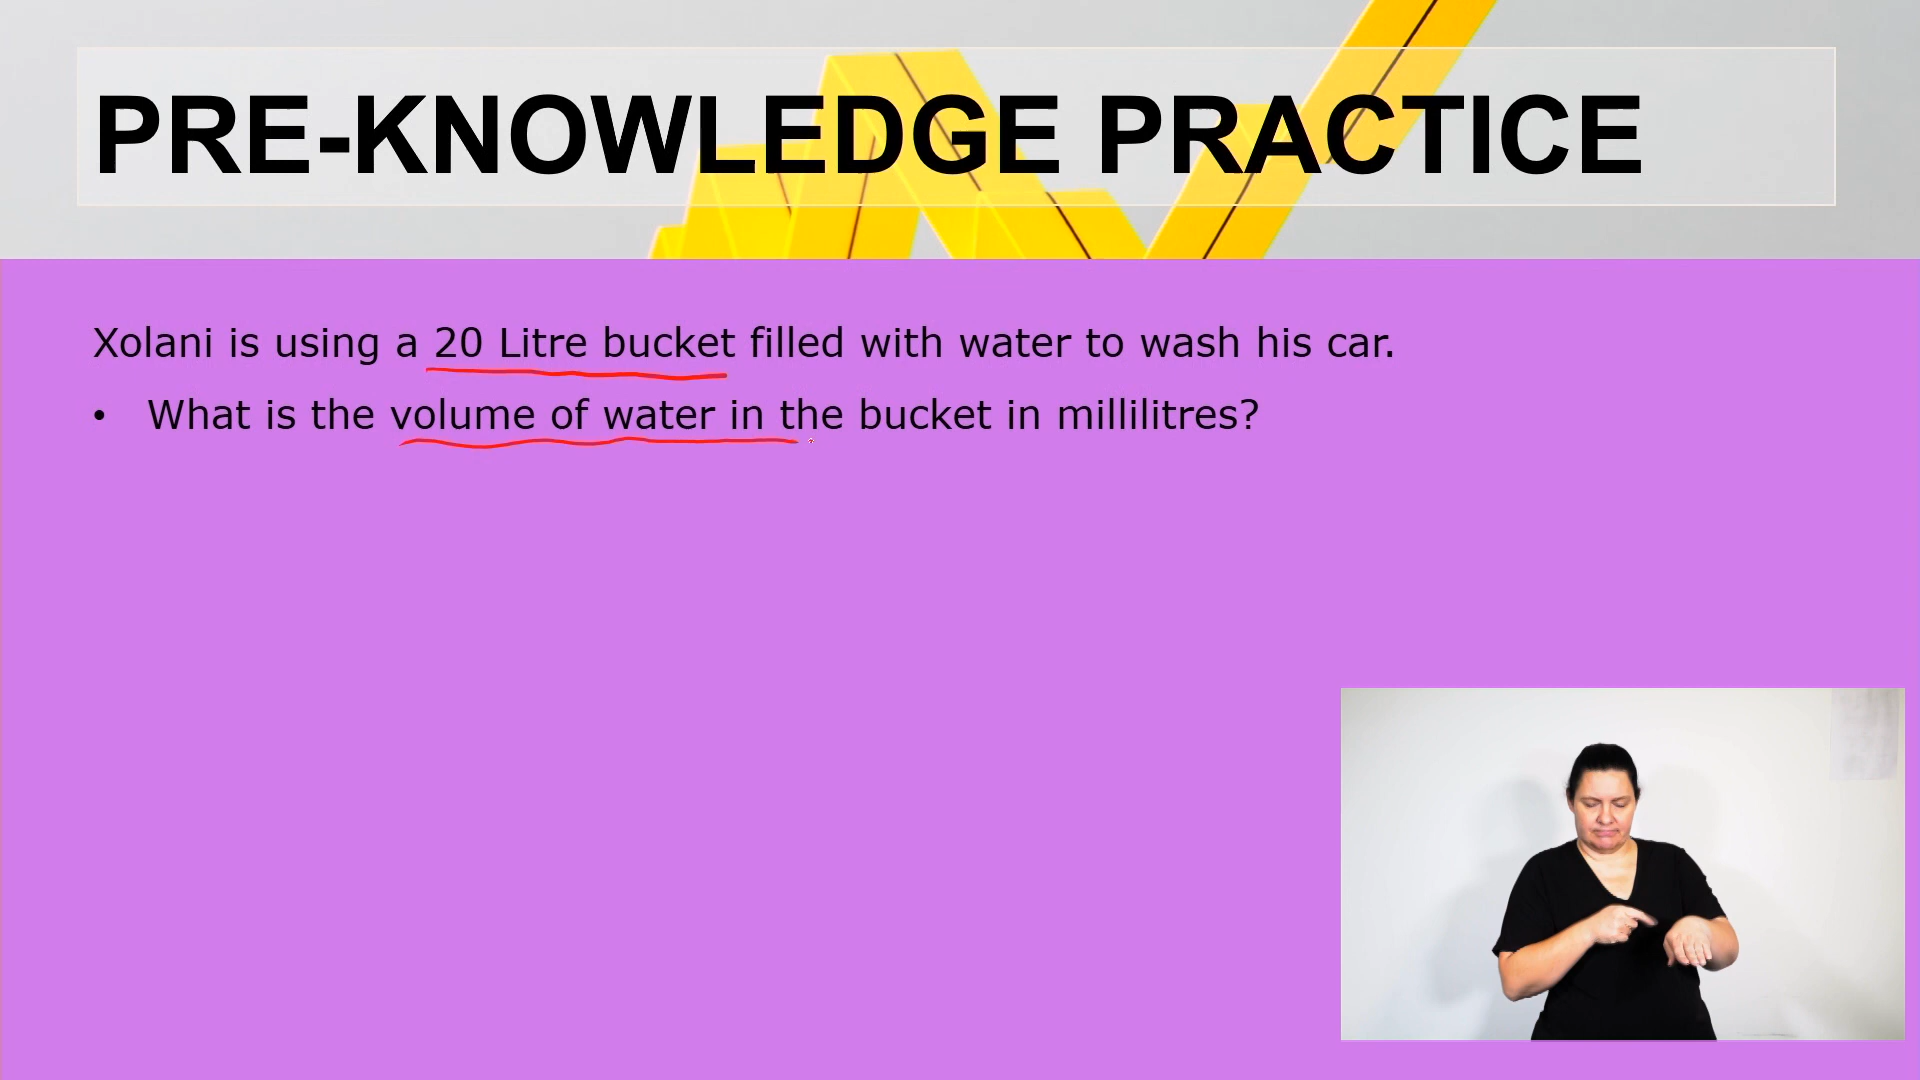 PRE-KNOWLEDGE PRACTICE
Xolani is using a 20 Litre bucket filled with water to wash his car.
• What is the volume of water in the bucket in millilitres?